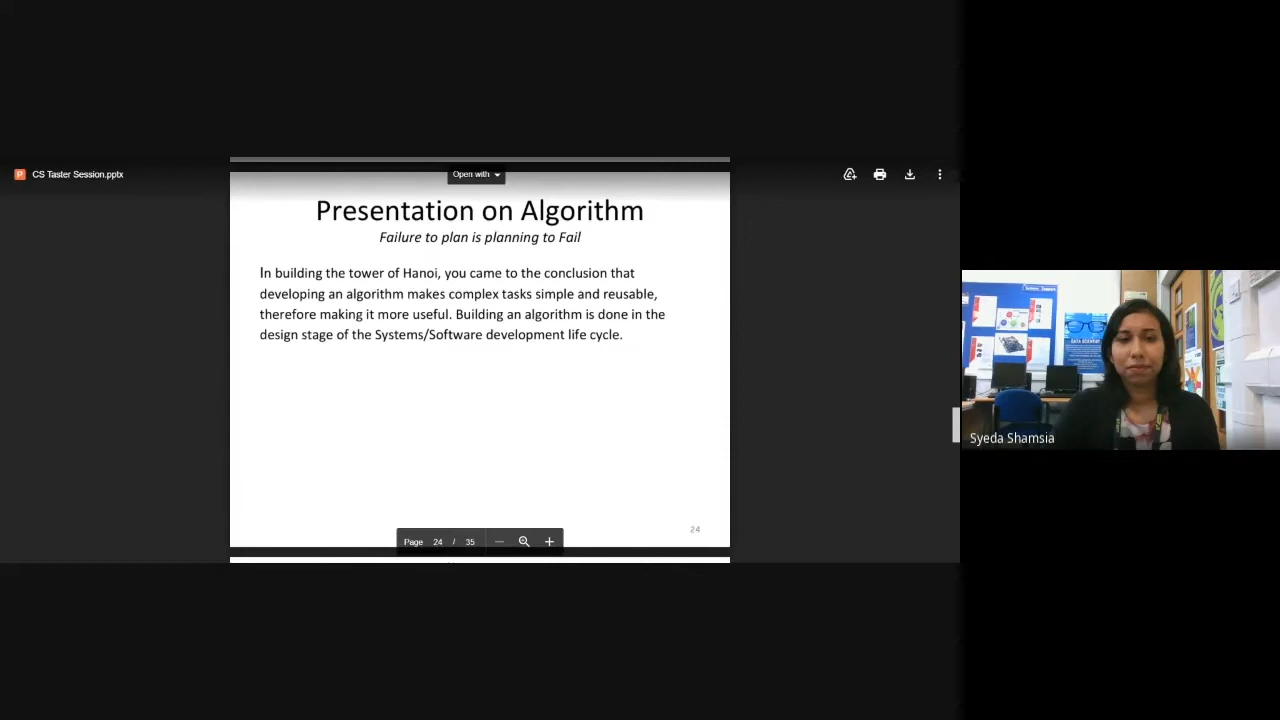 CS Taster Session.pptx
Open with
Presentation on Algorithm
Failure to plan is planning to Fail
In building the tower of Hanoi, you came to the conclusion that
developing an algorithm makes complex tasks simple and reusable,
therefore making it more useful. Building an algorithm is done in the
design stage of the Systems/Software development life cycle.
24
Page 24 / 35
Syeda Shamsia